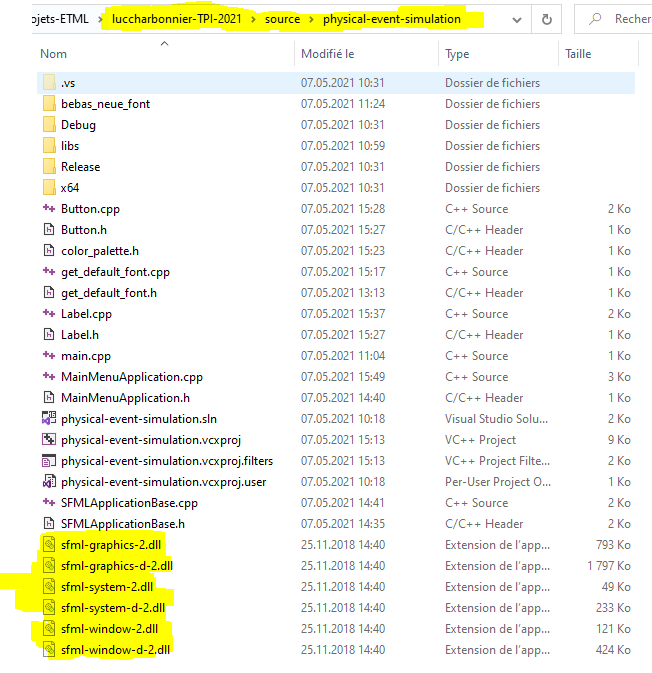 ojets-ETML > luccharbonnier-TPI-2021 > source > physical-event-simulation Recher
Nom Modifié le Type Taille
.vs 07.05.2021 10:31 Dossier de fichiers
bebas_neue_font 07.05.2021 11:24 Dossier de fichiers
Debug 07.05.2021 10:31 Dossier de fichiers
libs 07.05.2021 10:59 Dossier de fichiers
Release 07.05.2021 10:31 Dossier de fichiers
x64 07.05.2021 10:31 Dossier de fichiers
Button.cpp 07.05.2021 15:28 C++ Source 2 Ko
Button.h 07.05.2021 15:27 C/C++ Header 1 Ko
color_palette.h 07.05.2021 15:23 C/C++ Header 1 Ko
get_default_font.cpp 07.05.2021 15:17 C++ Source 2 Ko
get_default_font.h 07.05.2021 13:13 C/C++ Header 1 Ko
Label.cpp 07.05.2021 15:37 C++ Source 2 Ko
Label.h 07.05.2021 15:27 C/C++ Header 1 Ko
main.cpp 07.05.2021 11:04 C++ Source 1 Ko
MainMenuApplication.cpp 07.05.2021 15:49 C++ Source 3 Ko
MainMenuApplication.h 07.05.2021 14:40 C/C++ Header 1 Ko
physical-event-simulation.sln 07.05.2021 10:18 Visual Studio Solu... 2 Ko
physical-event-simulation.vcxproj 07.05.2021 15:13 VC++ Project 9 Ko
physical-event-simulation.vcxproj.filters 07.05.2021 15:13 VC++ Project Filte... 2 Ko
physical-event-simulation.vcxproj.user 07.05.2021 10:18 Per-User Project O... 1 Ko
SFMLApplicationBase.cpp 07.05.2021 14:41 C++ Source 2 Ko
SFMLApplicationBase.h 07.05.2021 14:35 C/C++ Header 1 Ko
sfml-graphics-2.dll 25.11.2018 14:40 Extension de l'app... 793 Ko
sfml-graphics-d-2.dll 25.11.2018 14:40 Extension de l'app... 1 797 Ko
sfml-system-2.dll 25.11.2018 14:40 Extension de l'app... 49 Ko
sfml-system-d-2.dll 25.11.2018 14:40 Extension de l'app... 233 Ko
sfml-window-2.dll 25.11.2018 14:40 Extension de l'app... 121 Ko
sfml-window-d-2.dll 25.11.2018 14:40 Extension de l'app... 424 Ko